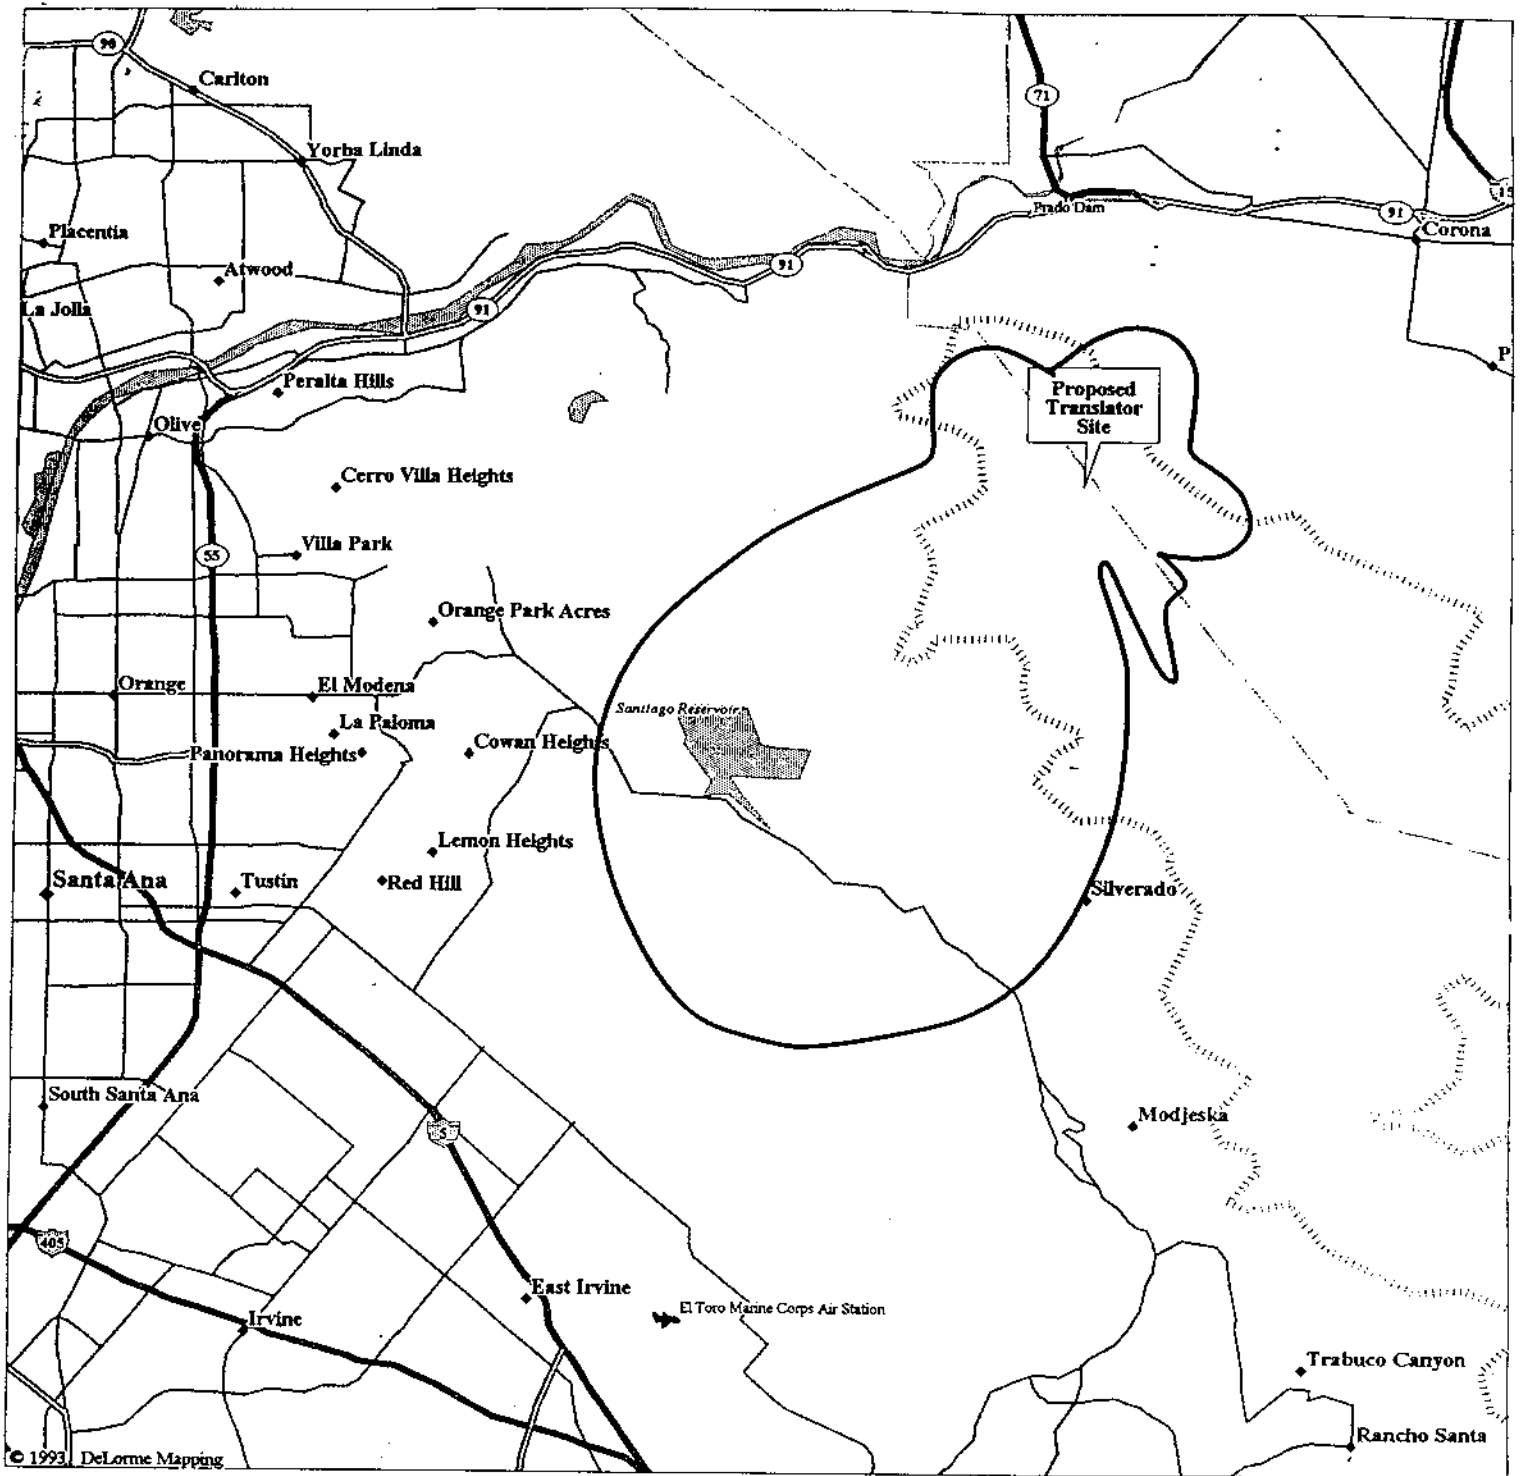 90
Carlton
71
Yorba Linda
15
Prado Dam
91
Placentia
Corona
Atwood
91
La Jolla
91
P
Peralta Hills
Proposed
Translator
Site
Olive
Cerro Villa Heights
55
Villa Park
Orange Park Acres
Orange
El Modena
Santiago Reservoir
La Paloma
Panorama Heights
Cowan Heights
Lemon Heights
Santa Ana
Tustin
Red Hill
Silverado
South Santa Ana
Modjeska
5
405
East Irvine
El Toro Marine Corps Air Station
Irvine
Trabuco Canyon
Rancho Santa
© 1993 DeLorme Mapping